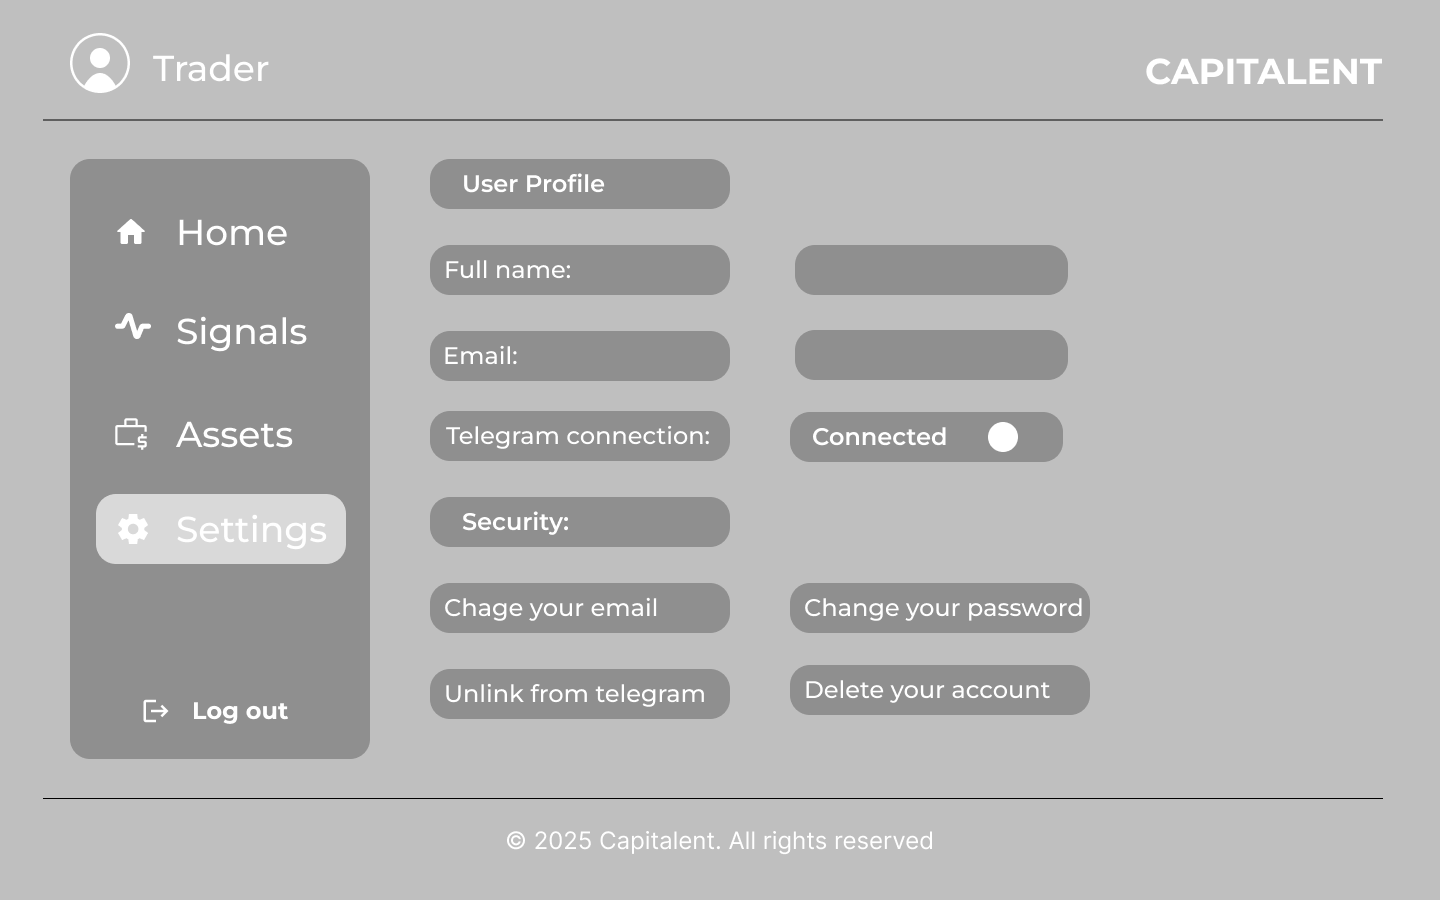 Trader
CAPITALENT
Home
Signals
Assets
Settings
Log out
User Profile
Full name:
Email:
Telegram connection:
Connected
Security:
Chage your email
Change your password
Unlink from telegram
Delete your account
© 2025 Capitalent. All rights reserved